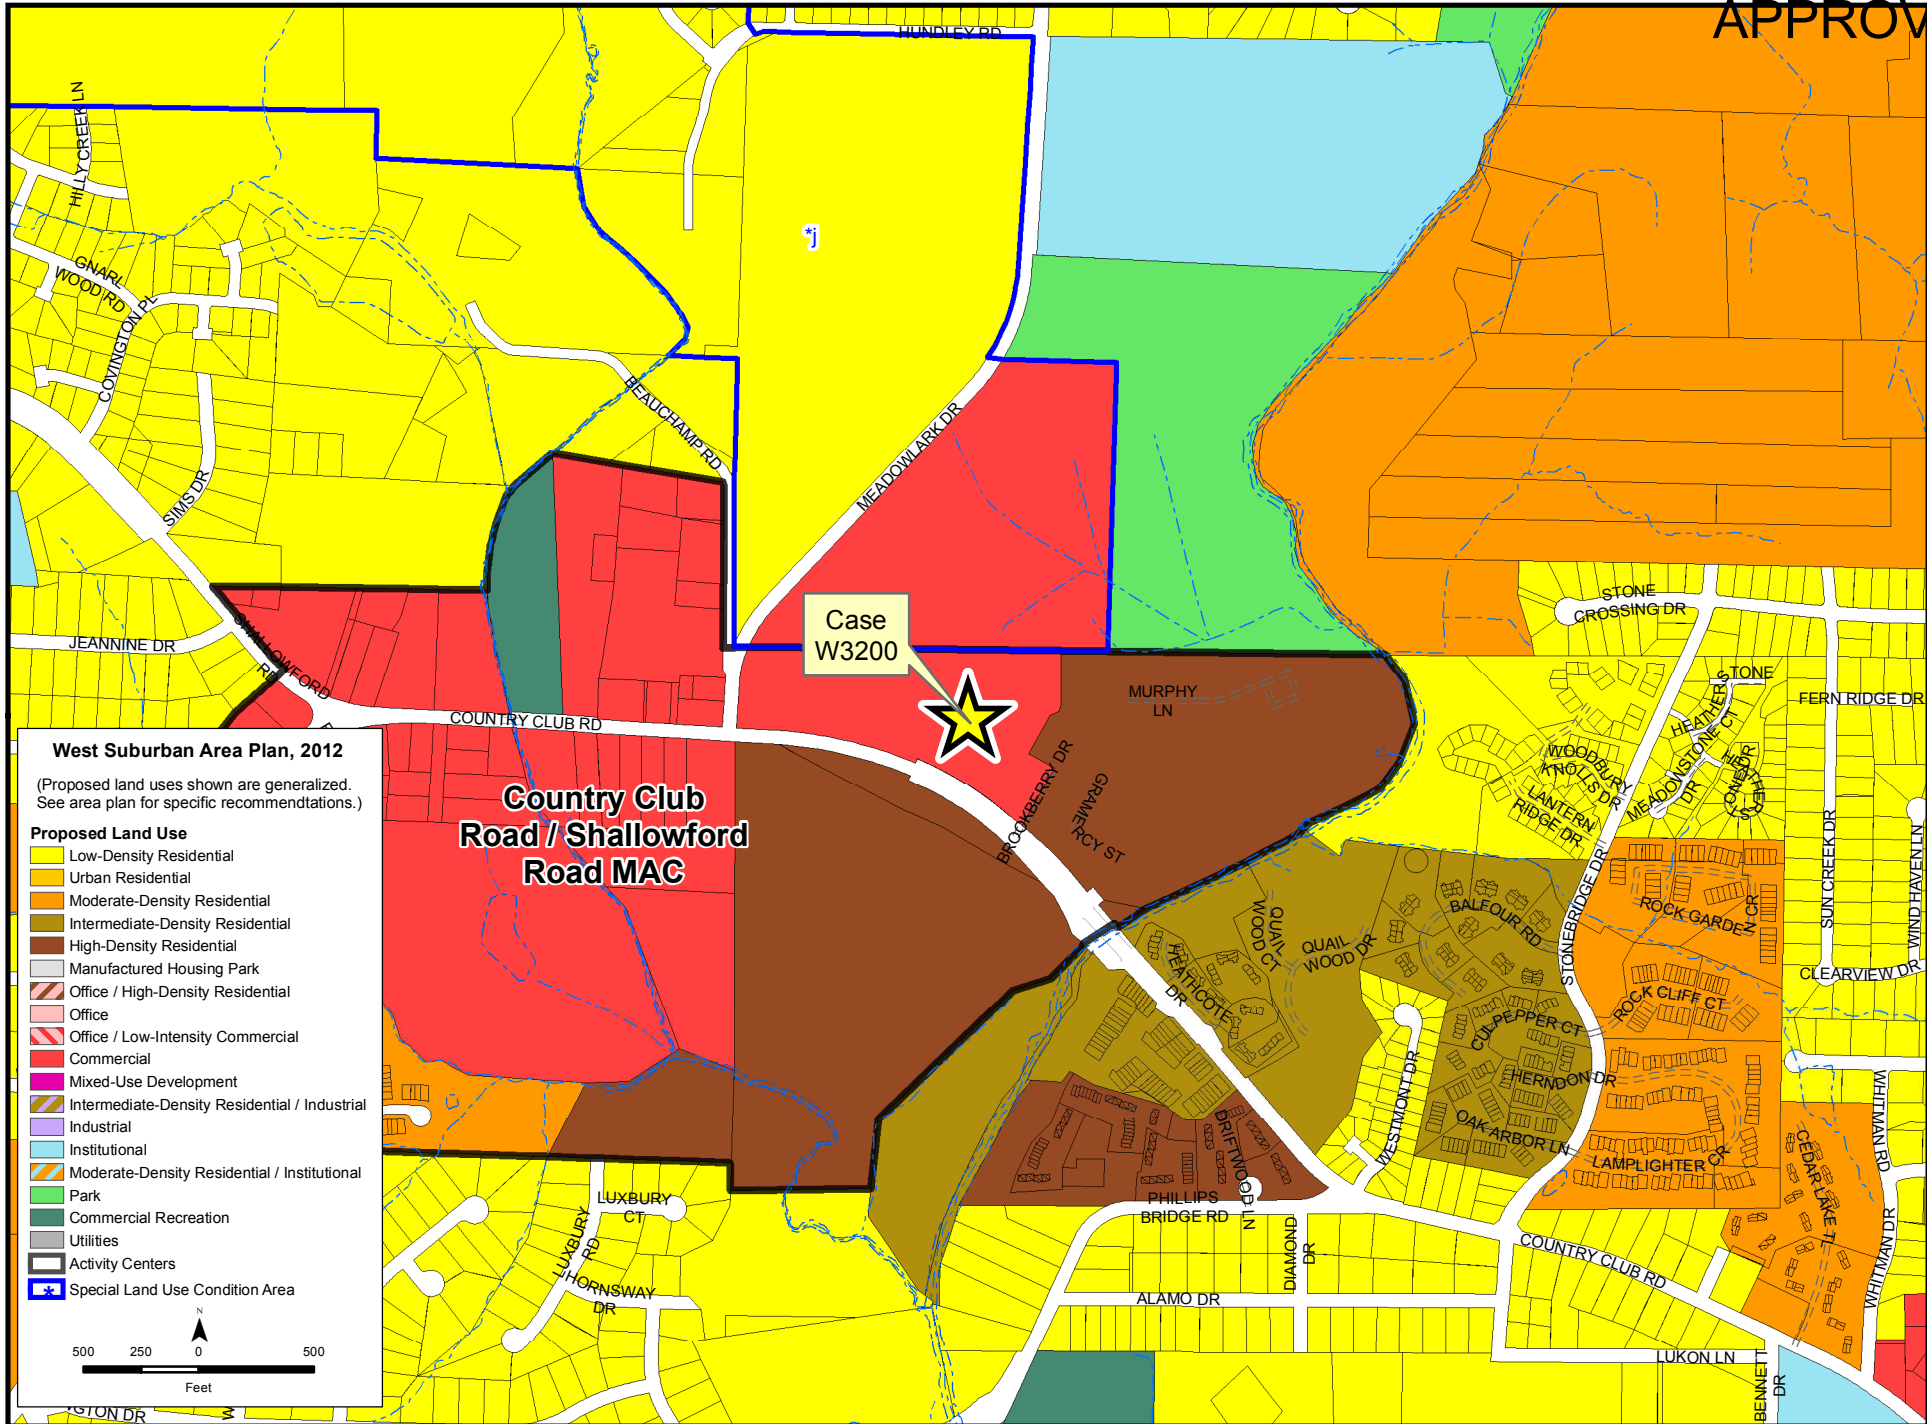 APPROV
HUNDLEY RD
HILLY CREEK LN
*j
GNARL
WOOD RD
COVINGTON PL
BEAUCHAMP RD
MEADOWLARK DR
SIMS DR
STONE
CROSSING DR
JEANNINE DR
SHALLOWFORD
RD
Case
W3200
MURPHY
LN
COUNTRY CLUB RD
HEATHER S
TONE
FERN RIDGE DR
BROOKBERRY DR
GRAME
RCY ST
WOODBURY
KNOLLS DR
LANTERN
RIDGE DR
MEADOWSTONE CT
DR
SUN CREEK DR
WIND HAVEN LN
Country Club
Road / Shallowford
Road MAC
STONEBRIDGE DR
BALFOUR RD
ROCK GARDE
N CR
QUAIL
WOOD CT
QUAIL
WOOD DR
HEATHCOTE
DR
CLEARVIEW DR
ROCK CLIFF CT
CULPEPPER CT
HERNDON DR
WESTMONT DR
OAK ARBOR LN
LAMPLIGHTER CR
WHITMAN RD
CEDAR LAKE TL
WHITMAN DR
DRIFTWOOD LN
PHILLIPS
BRIDGE RD
DIAMOND
DR
COUNTRY CLUB RD
LUXBURY
CT
LUXBURY
RD
HORNSWAY
DR
ALAMO DR
LUKON LN
BENNETT
DR
GTON DR
W
West Suburban Area Plan, 2012
(Proposed land uses shown are generalized.
See area plan for specific recommendtations.)
Proposed Land Use
Low-Density Residential
Urban Residential
Moderate-Density Residential
Intermediate-Density Residential
High-Density Residential
Manufactured Housing Park
Office / High-Density Residential
Office
Office / Low-Intensity Commercial
Commercial
Mixed-Use Development
Intermediate-Density Residential / Industrial
Industrial
Institutional
Moderate-Density Residential / Institutional
Park
Commercial Recreation
Utilities
Activity Centers
* Special Land Use Condition Area
N
500 250 0 500
Feet